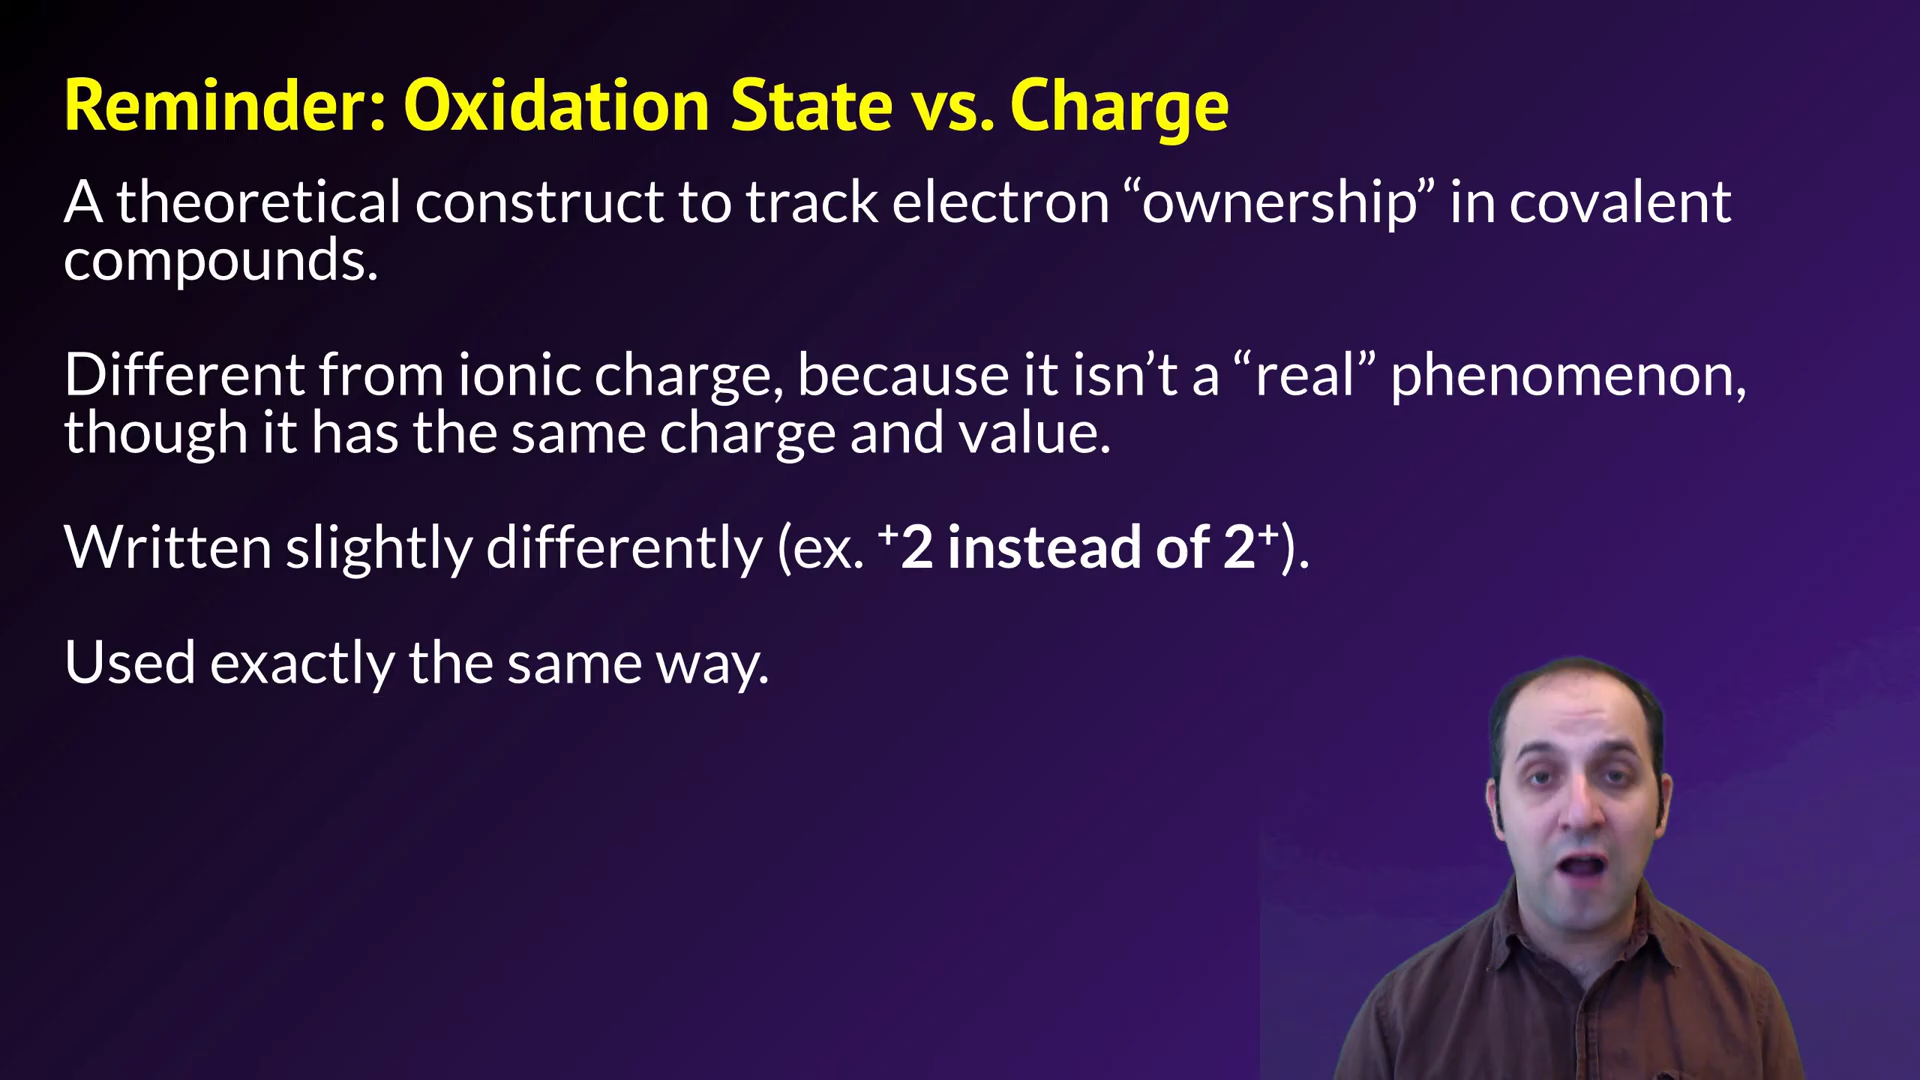 Reminder: Oxidation State vs. Charge
A theoretical construct to track electron “ownership” in covalent
compounds.
Different from ionic charge, because it isn’t a “real” phenomenon,
though it has the same charge and value.
Written slightly differently (ex. ⁺2 instead of 2⁺).
Used exactly the same way.